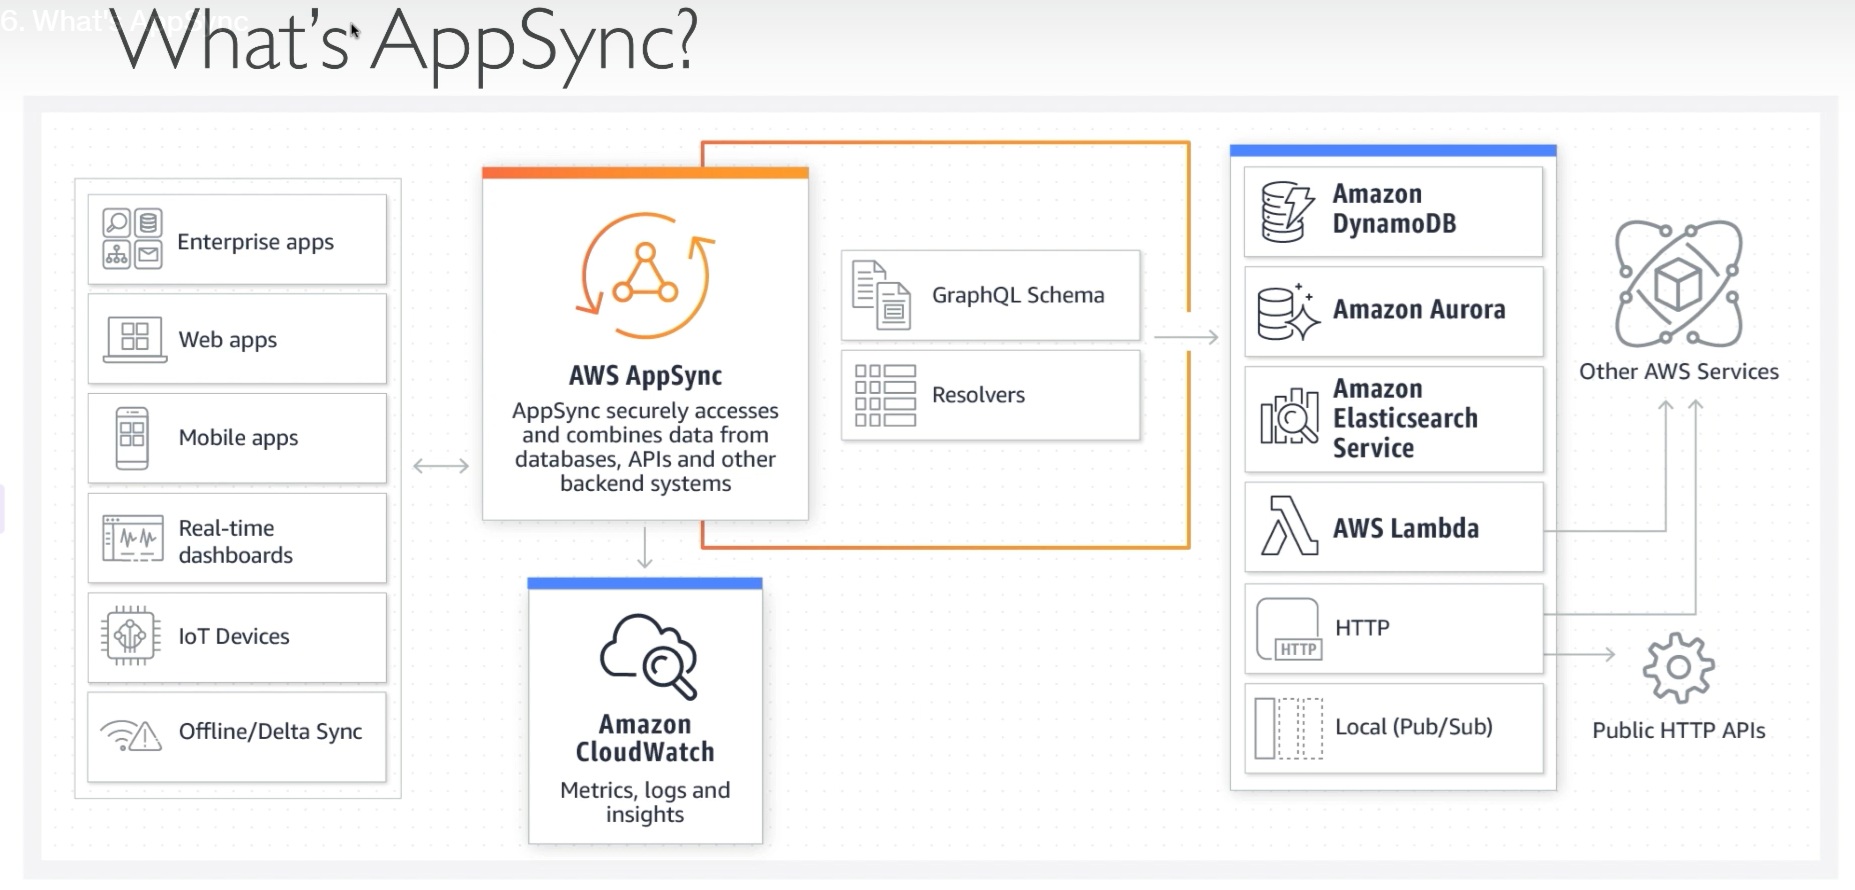 6. What's AppSync
What's AppSync?
Enterprise apps
Web apps
Mobile apps
Real-time
dashboards
IoT Devices
Offline/Delta Sync
AWS AppSync
AppSync securely accesses
and combines data from
databases, APIs and other
backend systems
Amazon
CloudWatch
Metrics, logs and
insights
GraphQL Schema
Resolvers
Amazon
DynamoDB
Amazon Aurora
Amazon
Elasticsearch
Service
AWS Lambda
HTTP
HTTP
Local (Pub/Sub)
Other AWS Services
Public HTTP APIs